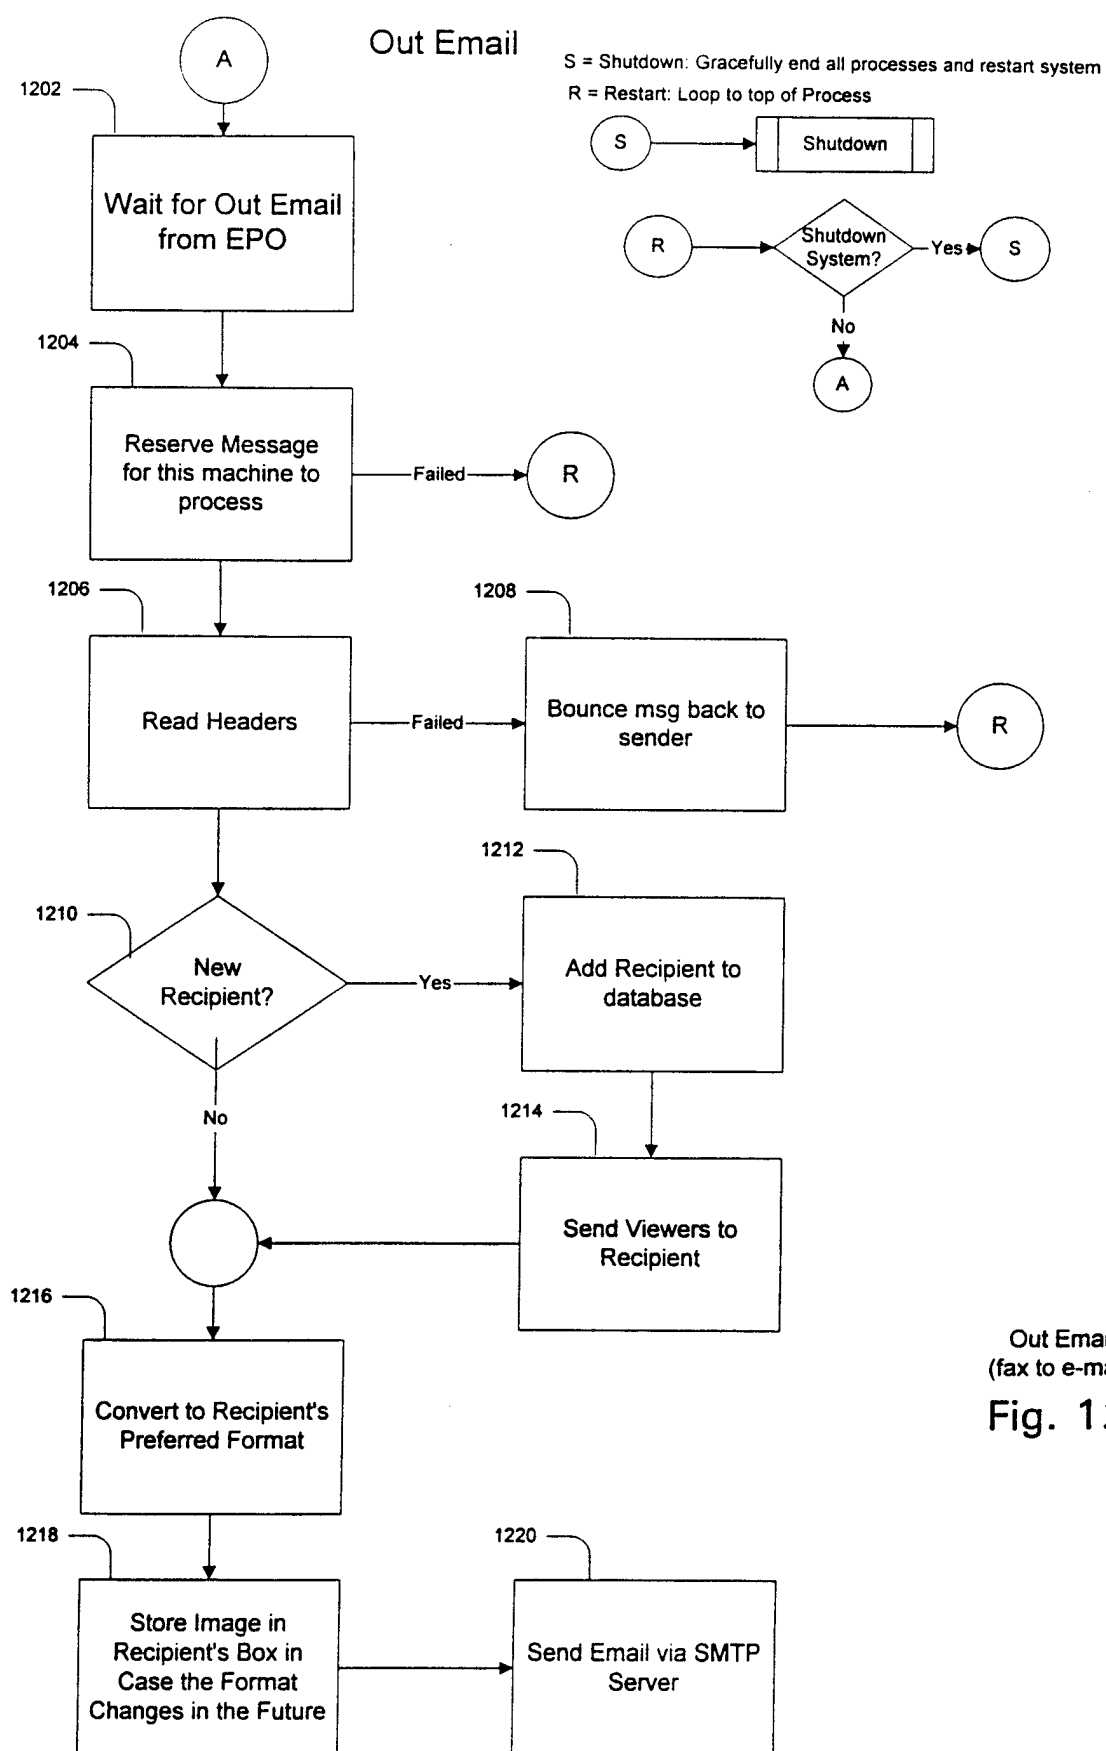 Out Email
A
S = Shutdown: Gracefully end all processes and restart system
R = Restart: Loop to top of Process
S
Shutdown
R
Shutdown
System?
Yes
S
No
A
1202
Wait for Out Email
from EPO
1204
Reserve Message
for this machine to
process
Failed
R
1206
Read Headers
Failed
1208
Bounce msg back to
sender
R
1210
New
Recipient?
Yes
1212
Add Recipient to
database
No
1214
Send Viewers to
Recipient
1216
Convert to Recipient's
Preferred Format
Out
(fax to
Fig.
1218
Store Image in
Recipient's Box in
Case the Format
Changes in the Future
1220
Send Email via SMTP
Server